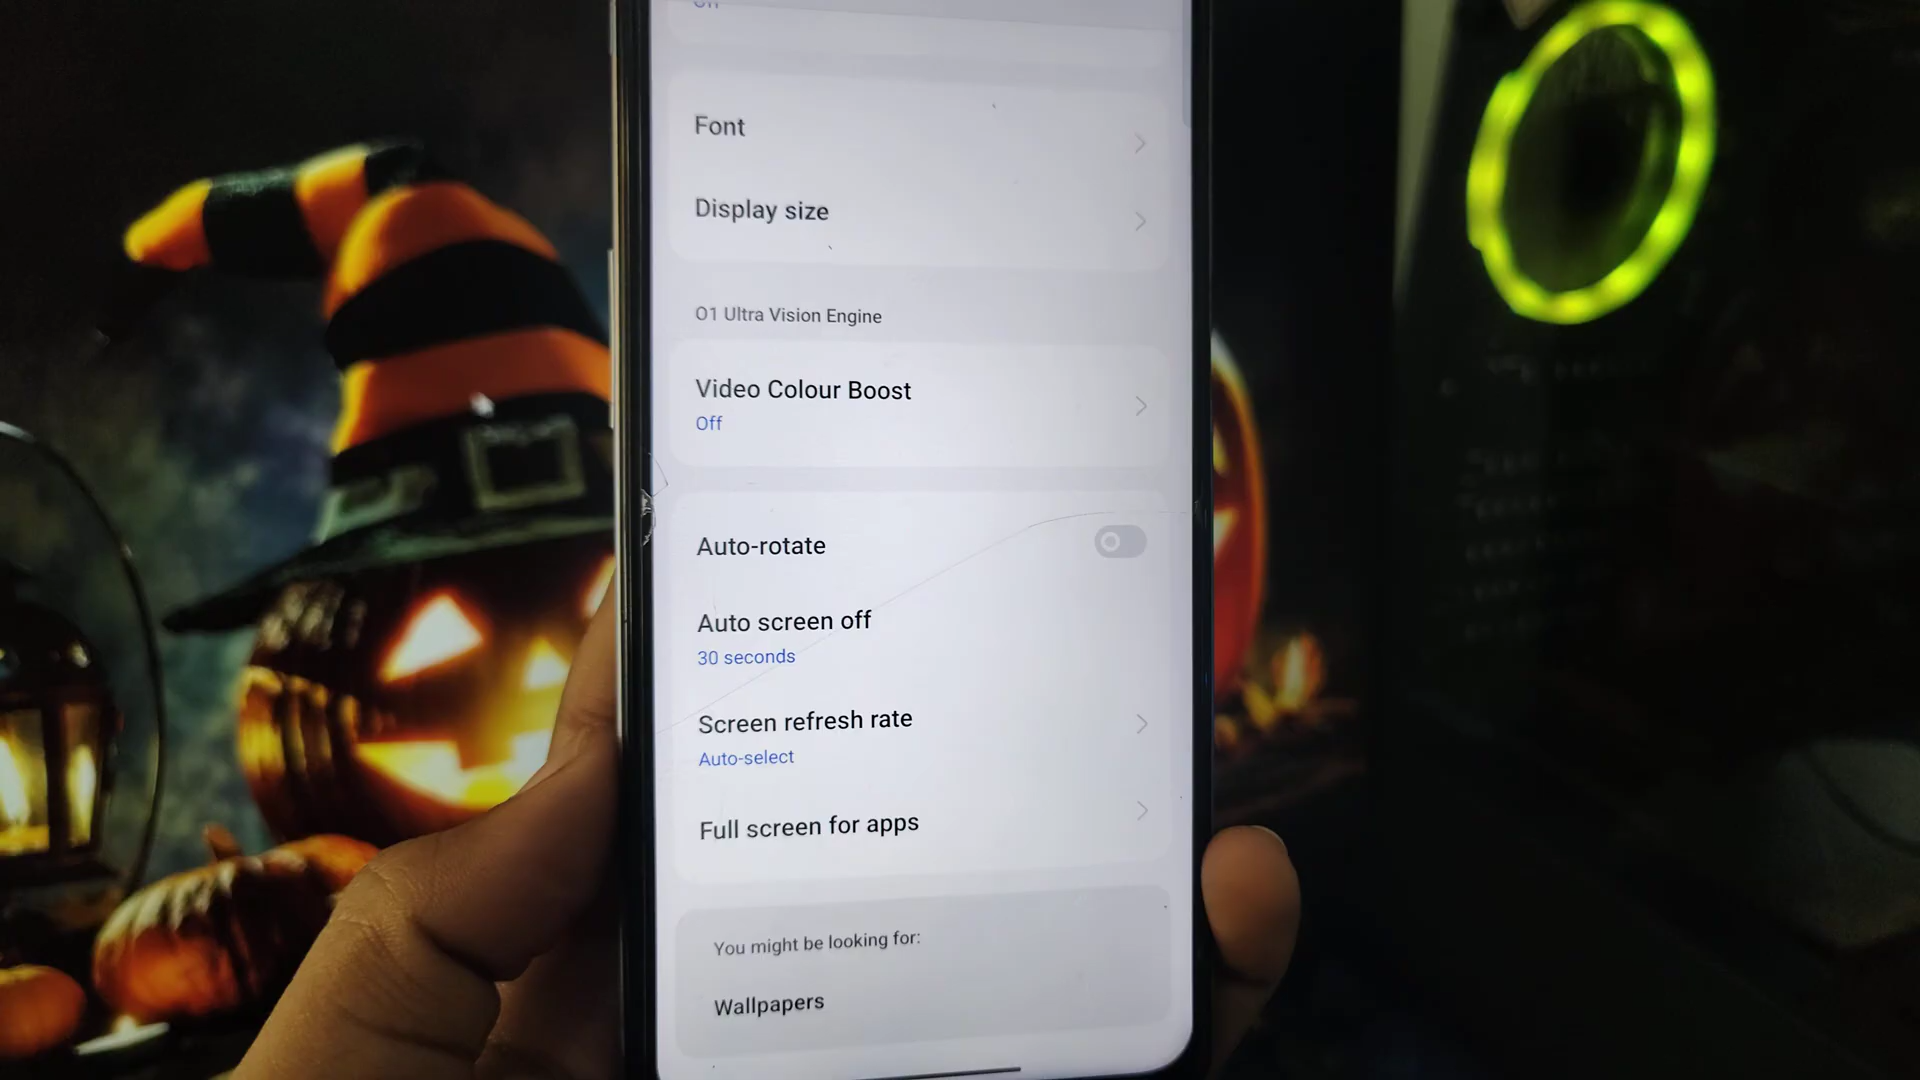 On
Font
Display size
O1 Ultra Vision Engine
Video Colour Boost
Off
Auto-rotate
Auto screen off
30 seconds
Screen refresh rate
Auto-select
Full screen for apps
You might be looking for:
Wallpapers